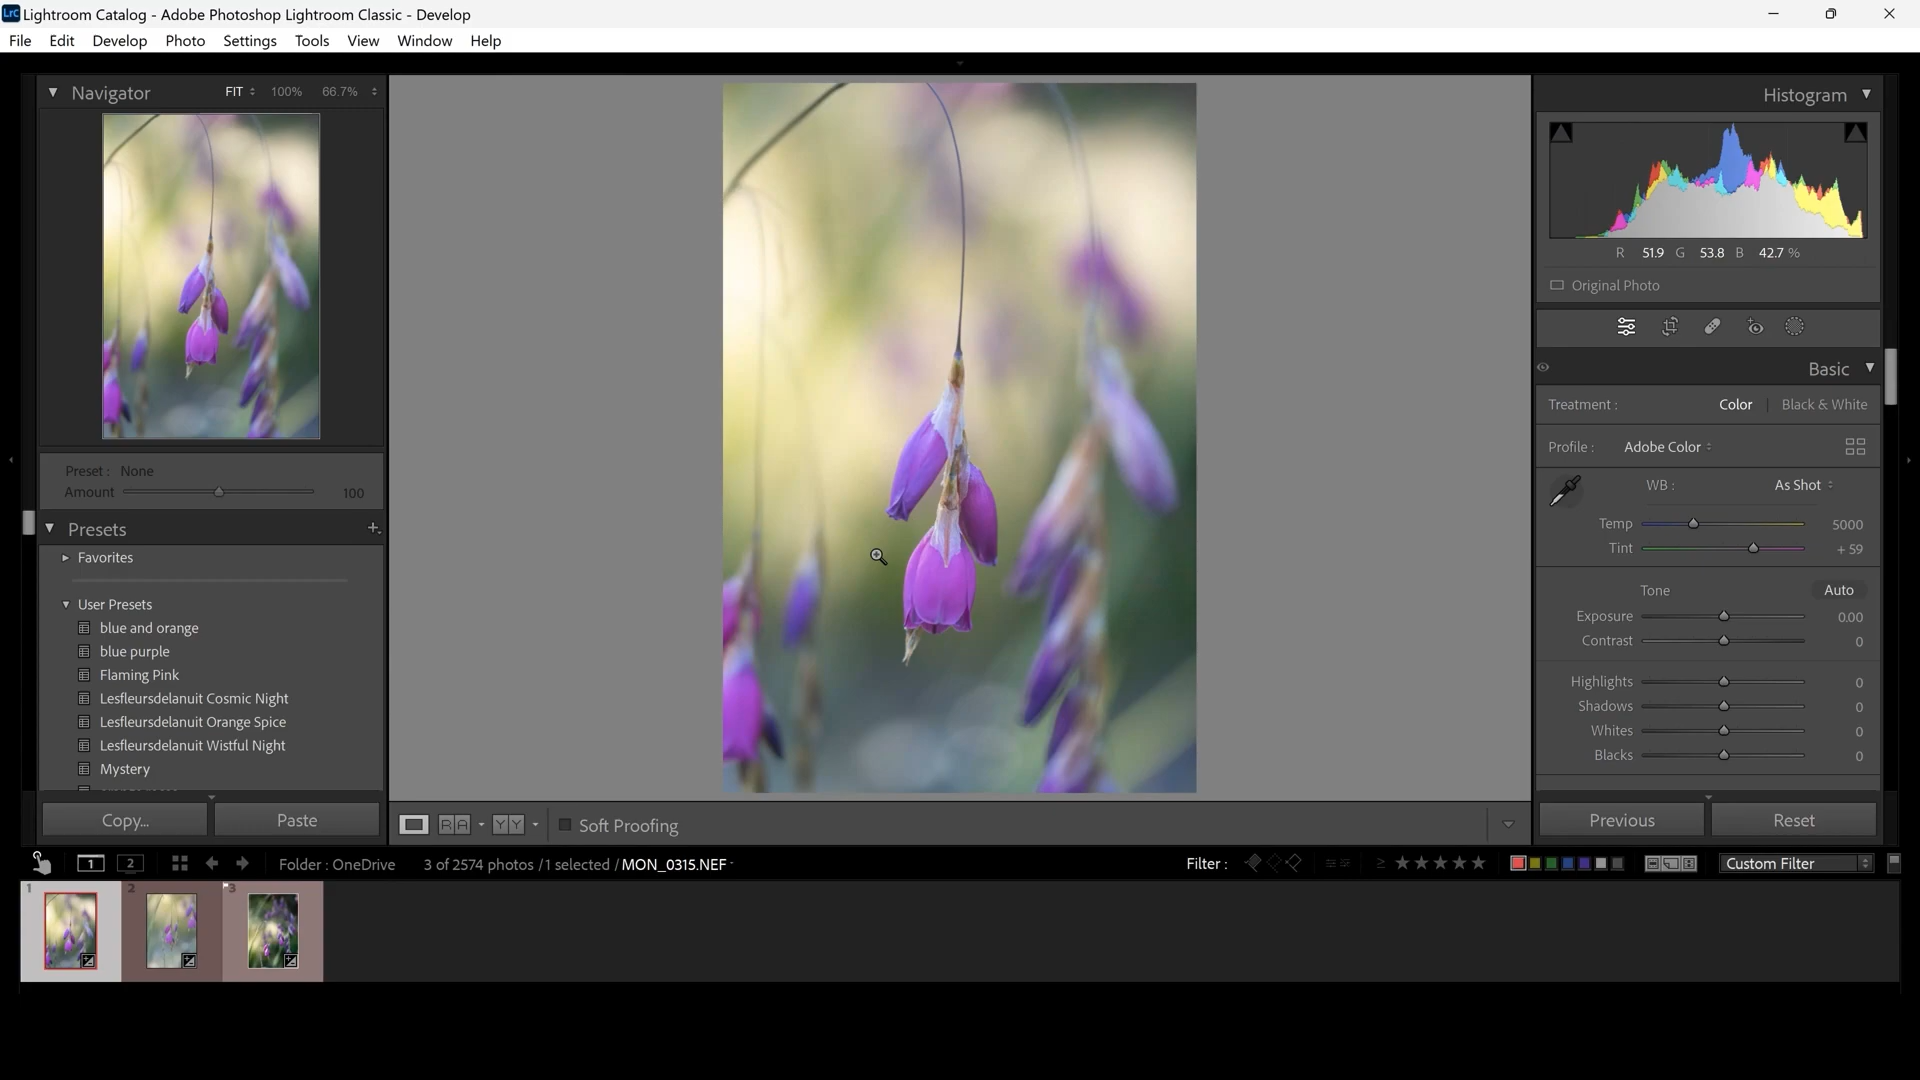 LrC Lightroom Catalog - Adobe Photoshop Lightroom Classic - Develop
File Edit Develop Photo Settings Tools View Window Help
Navigator FIT 100% 66.7%
Histogram
R 51.9 G 53.8 B 42.7 %
Original Photo
Basic
Treatment : Color Black & White
Profile : Adobe Color
WB : As Shot
Temp 5000
Tint + 59
Tone Auto
Exposure 0.00
Contrast 0
Highlights 0
Shadows 0
Whites 0
Blacks 0
Preset : None
Amount 100
Presets
Favorites
User Presets
blue and orange
blue purple
Flaming Pink
Lesfleursdelanuit Cosmic Night
Lesfleursdelanuit Orange Spice
Lesfleursdelanuit Wistful Night
Mystery
Copy... Paste
R A Y Y Soft Proofing
Previous Reset
1 2 Folder : OneDrive 3 of 2574 photos / 1 selected / MON_0315.NEF
Filter : ≥ Custom Filter
1 2 3